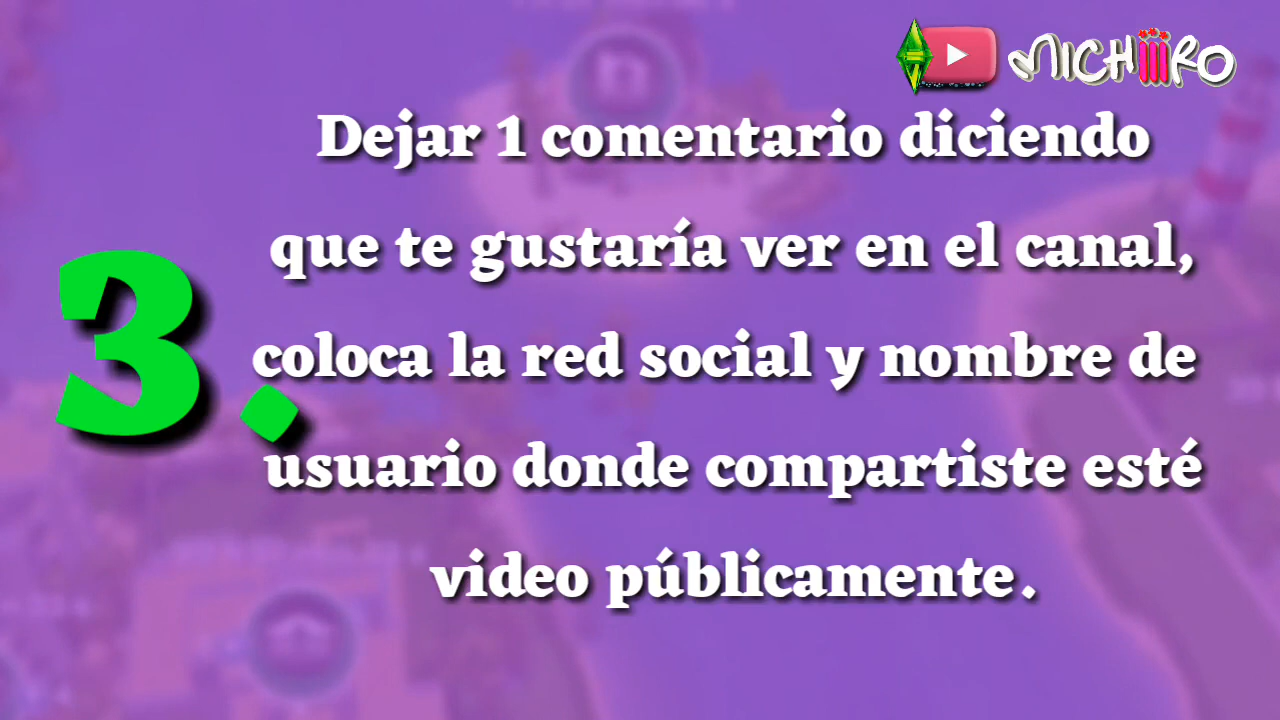 MICHiiiRO
Dejar 1 comentario diciendo
que te gustaría ver en el canal,
3.
coloca la red social y nombre de
usuario donde compartiste esté
video públicamente.